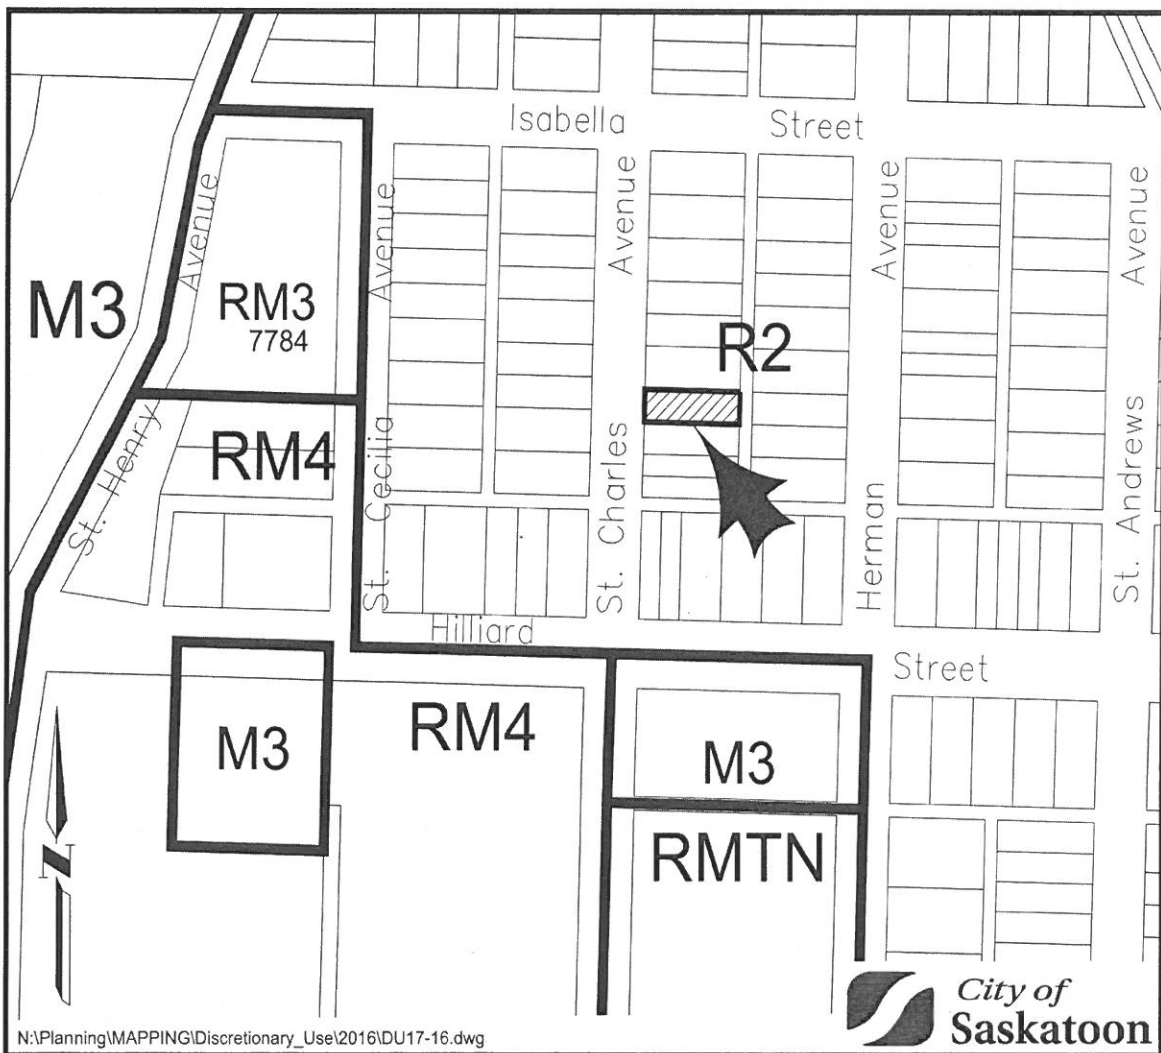 Isabella Street
Avenue
Avenue
Avenue
Avenue
Avenue
M3
RM3
7784
R2
RM4
St. Henry
St. Cecilia
St. Charles
Herman
St. Andrews
Hilliard
Street
M3
RM4
M3
RMTN
N
City of
Saskatoon
N:\Planning\MAPPING\Discretionary_Use\2016\DU17-16.dwg